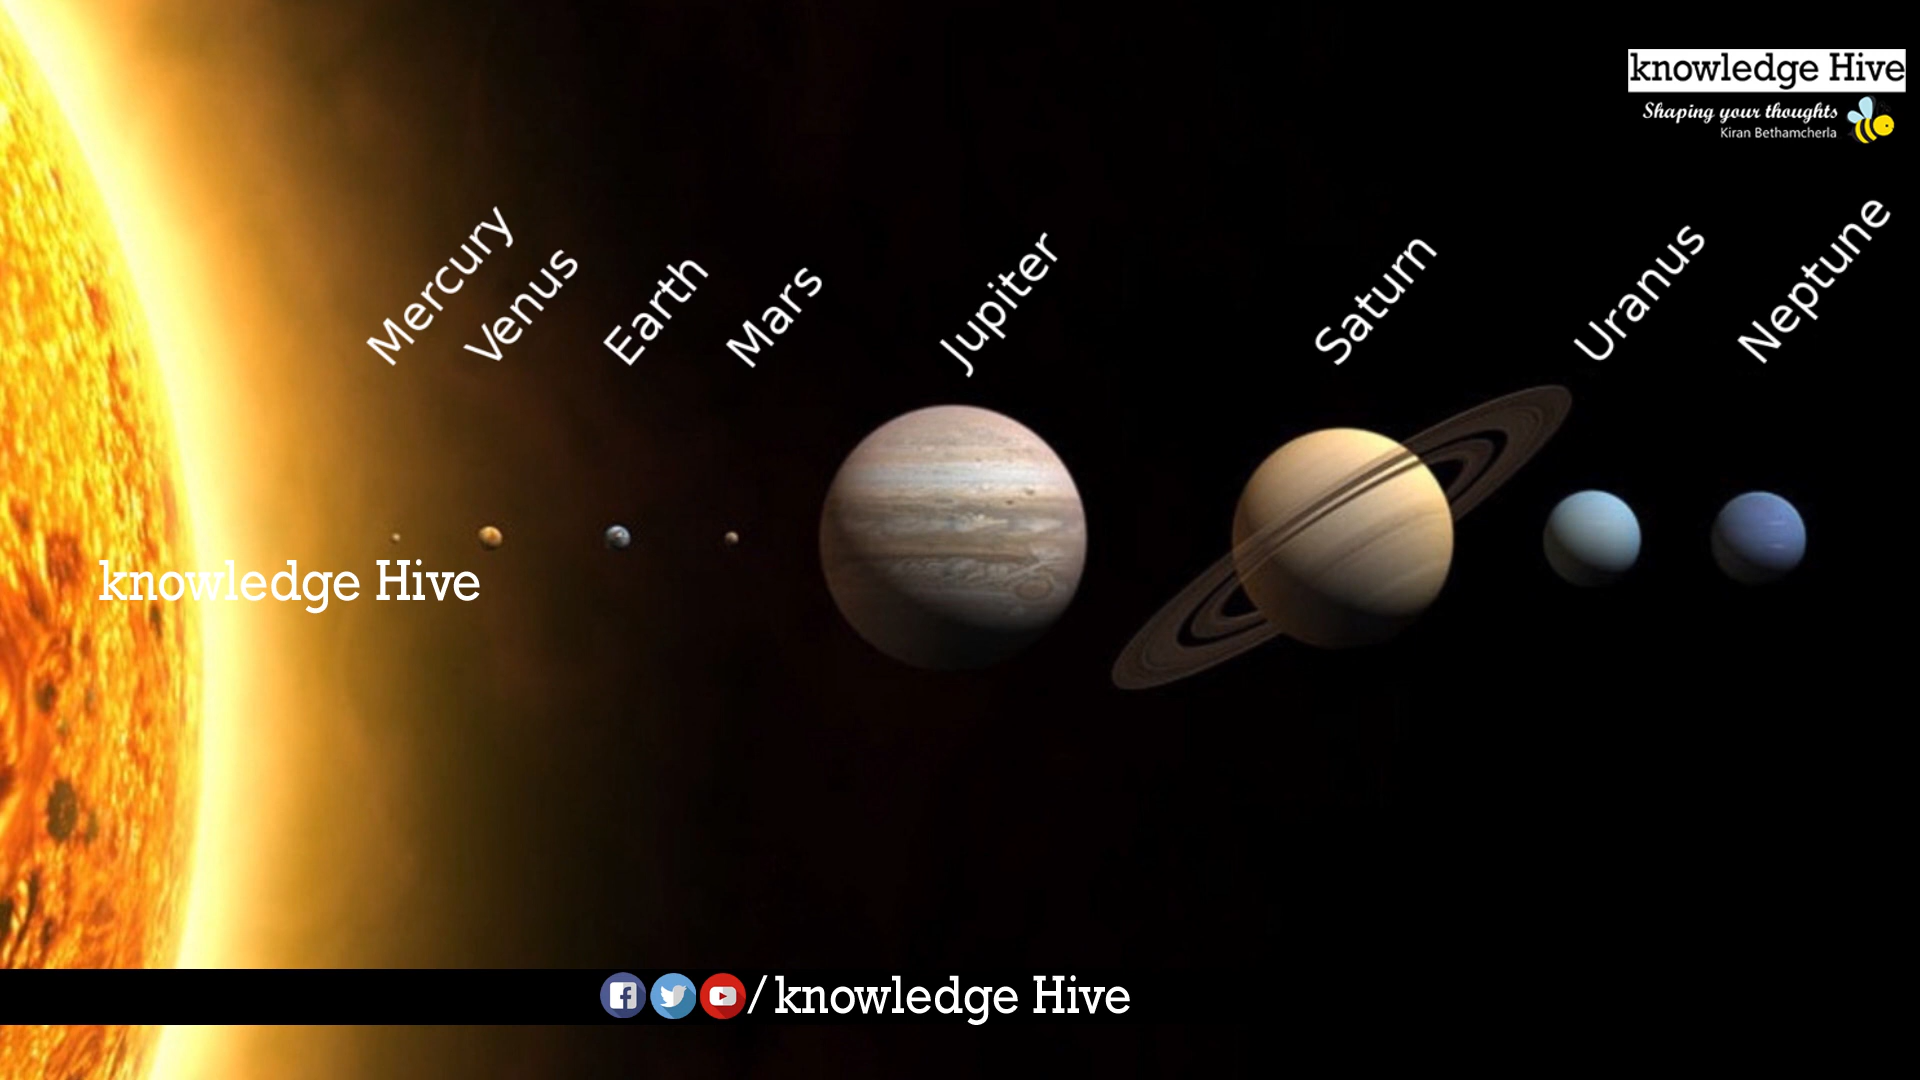 knowledge Hive
Shaping your thoughts
Kiran Bethamcherla
Mercury
Venus
Earth
Mars
Jupiter
Saturn
Uranus
Neptune
knowledge Hive
/knowledge Hive